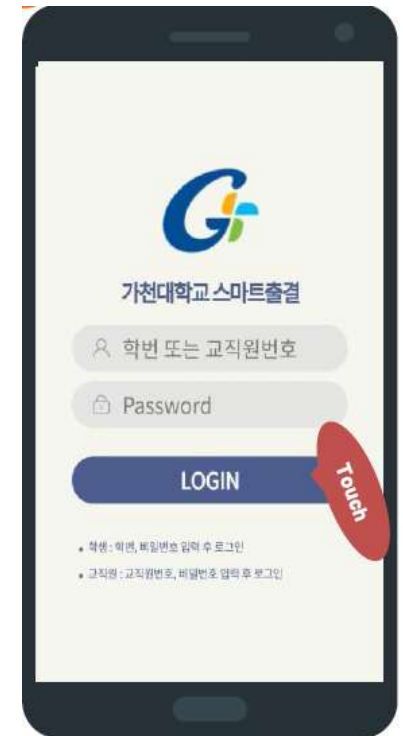 가천대학교 스마트출결
학번 또는 교직원번호
Password
LOGIN
Touch
• 학생 : 학번, 비밀번호 입력 후 로그인
• 교직원 : 교직원번호, 비밀번호 입력 후 로그인